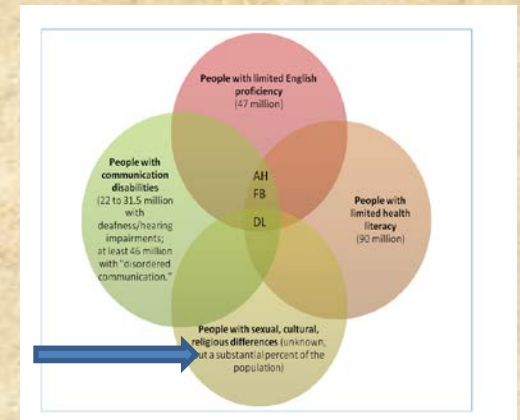 People with limited English
proficiency
(47 million)
People with
communication
disabilities
(22 to 31.5 million
with
deafness/hearing
impairments;
at least 46 million
with "disordered
communication."
AH
FB
DL
People with
limited health
literacy
(90 million)
People with sexual, cultural,
religious differences (unknown,
ut a substantial percent of the
population)